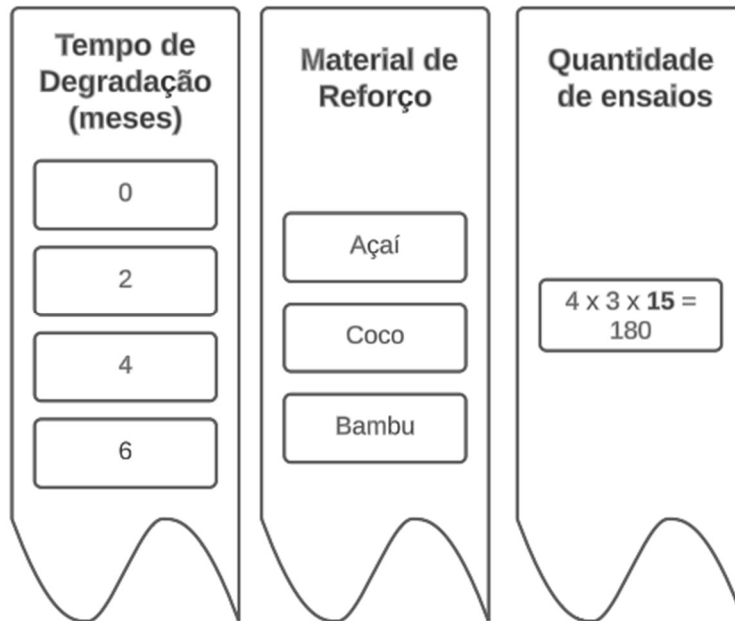 Tempo de
Degradação
(meses)
0
2
4
6
Material de
Reforço
Açaí
Coco
Bambu
Quantidade
de ensaios
4 x 3 x 15 =
180